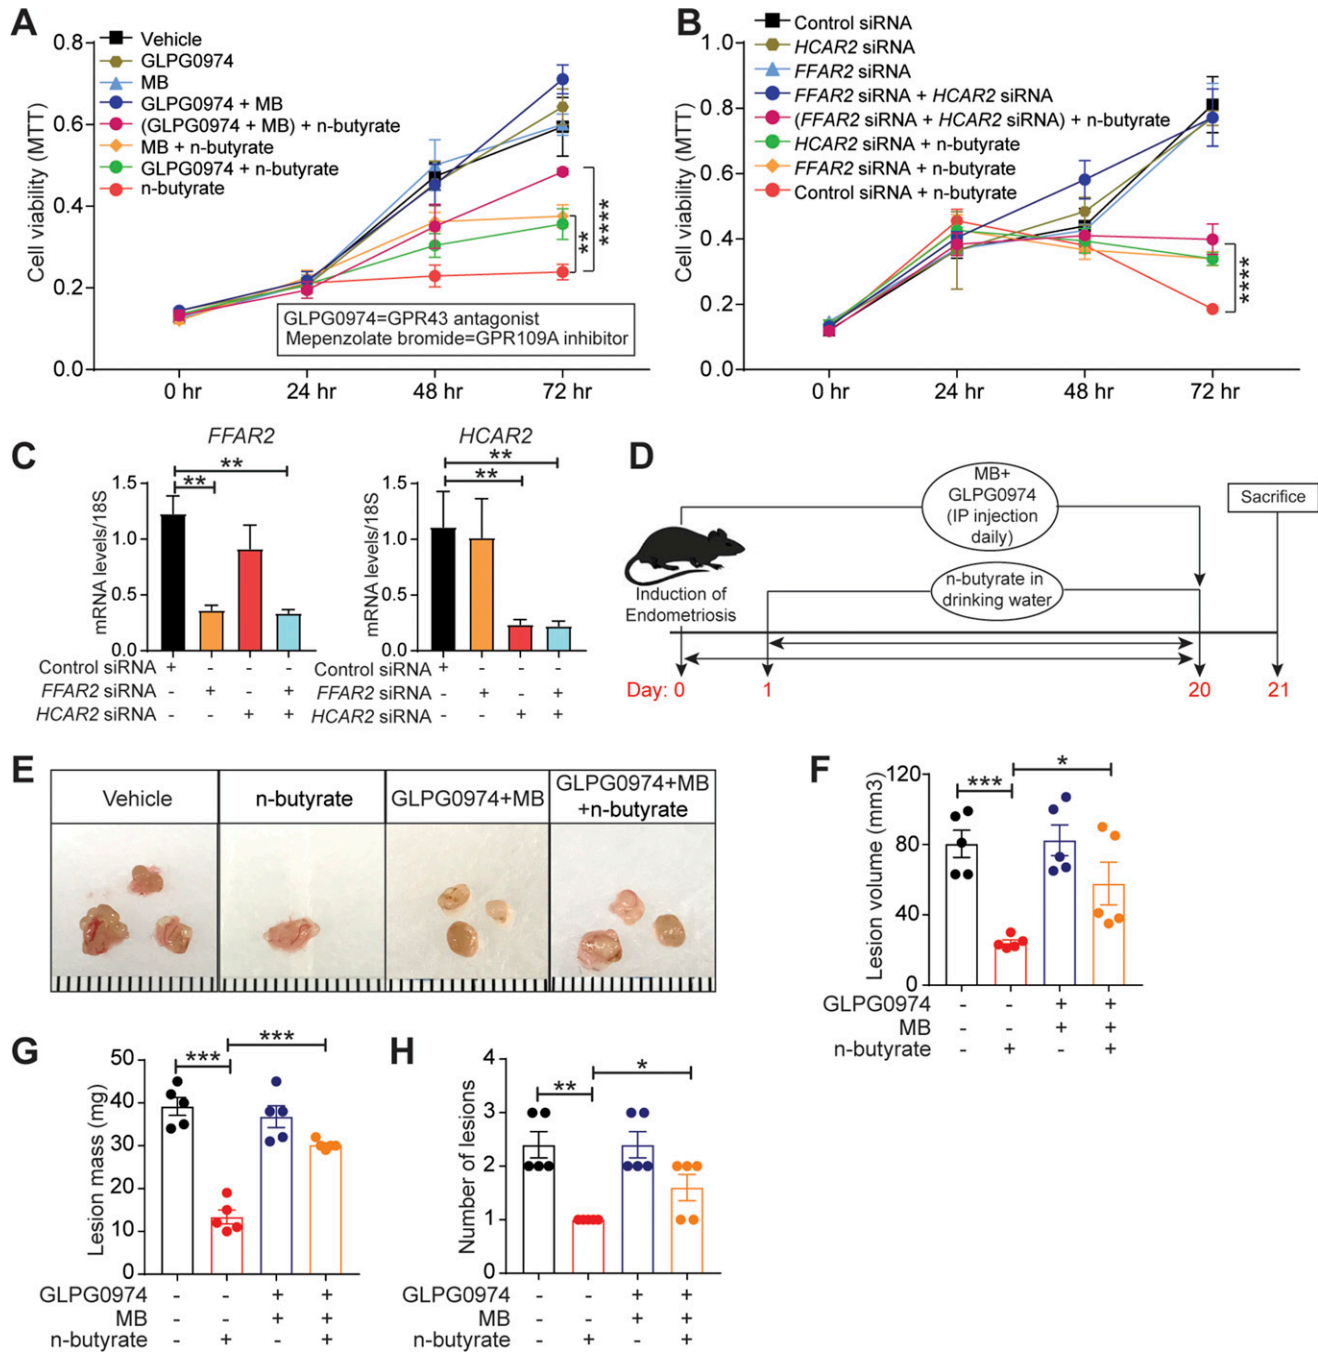 A
Cell viability (MTT)
0.8
0.6
0.4
0.2
0.0
Vehicle
GLPG0974
MB
GLPG0974 + MB
(GLPG0974 + MB) + n-butyrate
MB + n-butyrate
GLPG0974 + n-butyrate
n-butyrate
**
****
GLPG0974=GPR43 antagonist
Mepenzolate bromide=GPR109A inhibitor
0 hr 24 hr 48 hr 72 hr
B
Cell viability (MTT)
1.0
0.8
0.6
0.4
0.2
0.0
Control siRNA
HCAR2 siRNA
FFAR2 siRNA
FFAR2 siRNA + HCAR2 siRNA
(FFAR2 siRNA + HCAR2 siRNA) + n-butyrate
HCAR2 siRNA + n-butyrate
FFAR2 siRNA + n-butyrate
Control siRNA + n-butyrate
****
0 hr 24 hr 48 hr 72 hr
C
FFAR2
**
**
mRNA levels/18S
1.5
1.0
0.5
0.0
Control siRNA + - - -
FFAR2 siRNA - + - +
HCAR2 siRNA - - + +
HCAR2
**
**
mRNA levels/18S
1.5
1.0
0.5
0.0
Control siRNA + - - -
FFAR2 siRNA - + - +
HCAR2 siRNA - - + +
D
MB+
GLPG0974
(IP injection
daily)
Sacrifice
Induction of
Endometriosis
n-butyrate in
drinking water
Day: 0 1 20 21
E
Vehicle
n-butyrate
GLPG0974+MB
GLPG0974+MB
+n-butyrate
F
Lesion volume (mm3)
120
80
40
0
***
*
GLPG0974 - - + +
MB - - + +
n-butyrate - + - +
G
Lesion mass (mg)
50
40
30
20
10
0
***
***
GLPG0974 - - + +
MB - - + +
n-butyrate - + - +
H
Number of lesions
4
3
2
1
0
**
*
GLPG0974 - - + +
MB - - + +
n-butyrate - + - +